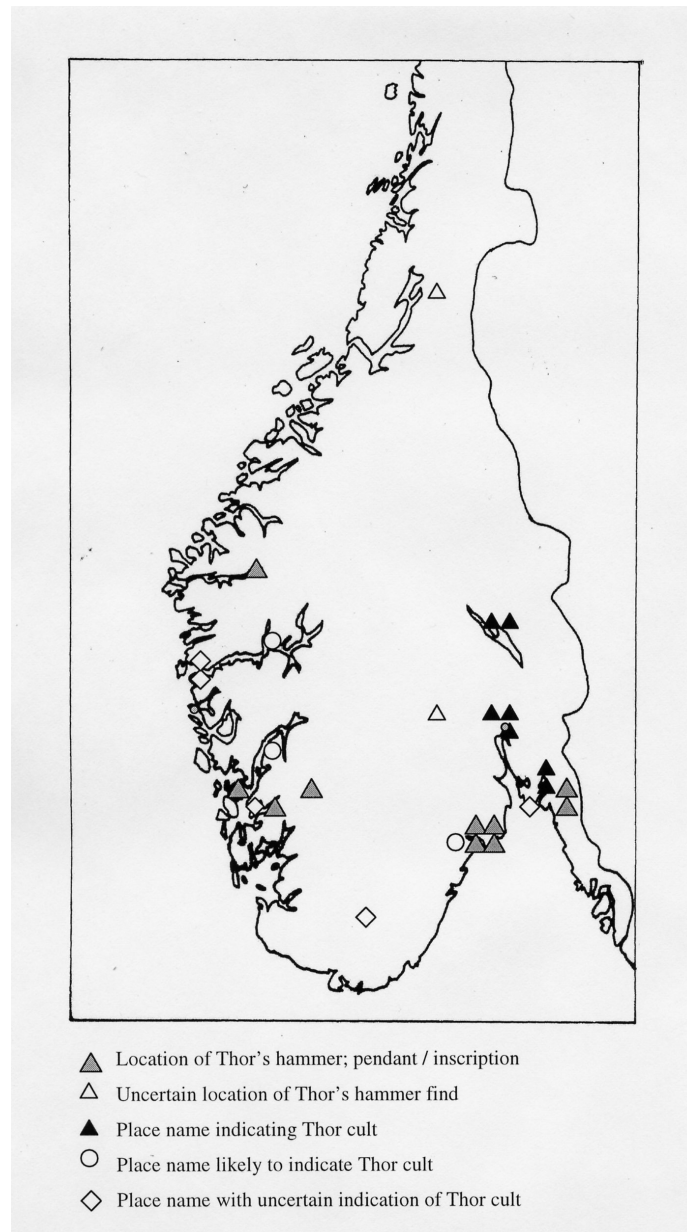 Location of Thor's hammer; pendant / inscription
Uncertain location of Thor's hammer find
Place name indicating Thor cult
Place name likely to indicate Thor cult
Place name with uncertain indication of Thor cult